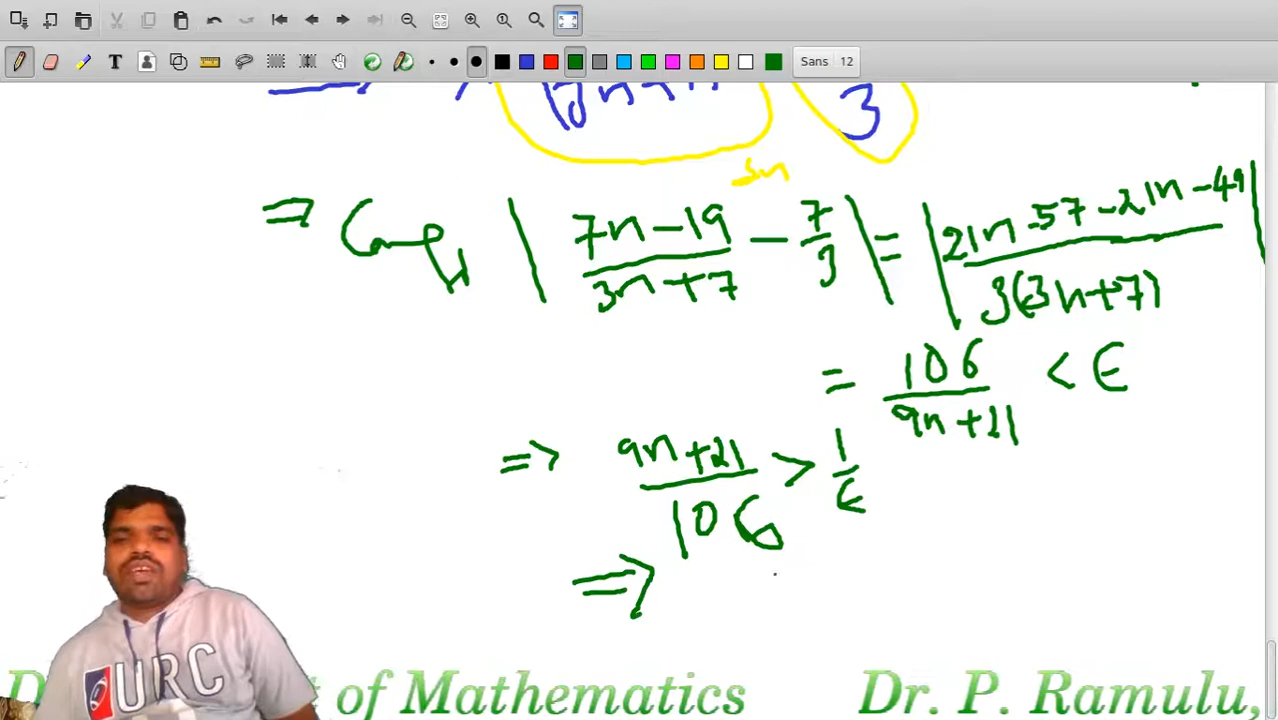 Sans 12
3
3n
⇒ | 7n-19/3n+7 - 7/3 | = | 21n-57-21n-49/3(3n+7) |
= 106/9n+21 < ϵ
⇒ 9n+21/106 > 1/ϵ
⇒
URC
t of Mathematics Dr. P. Ramulu,